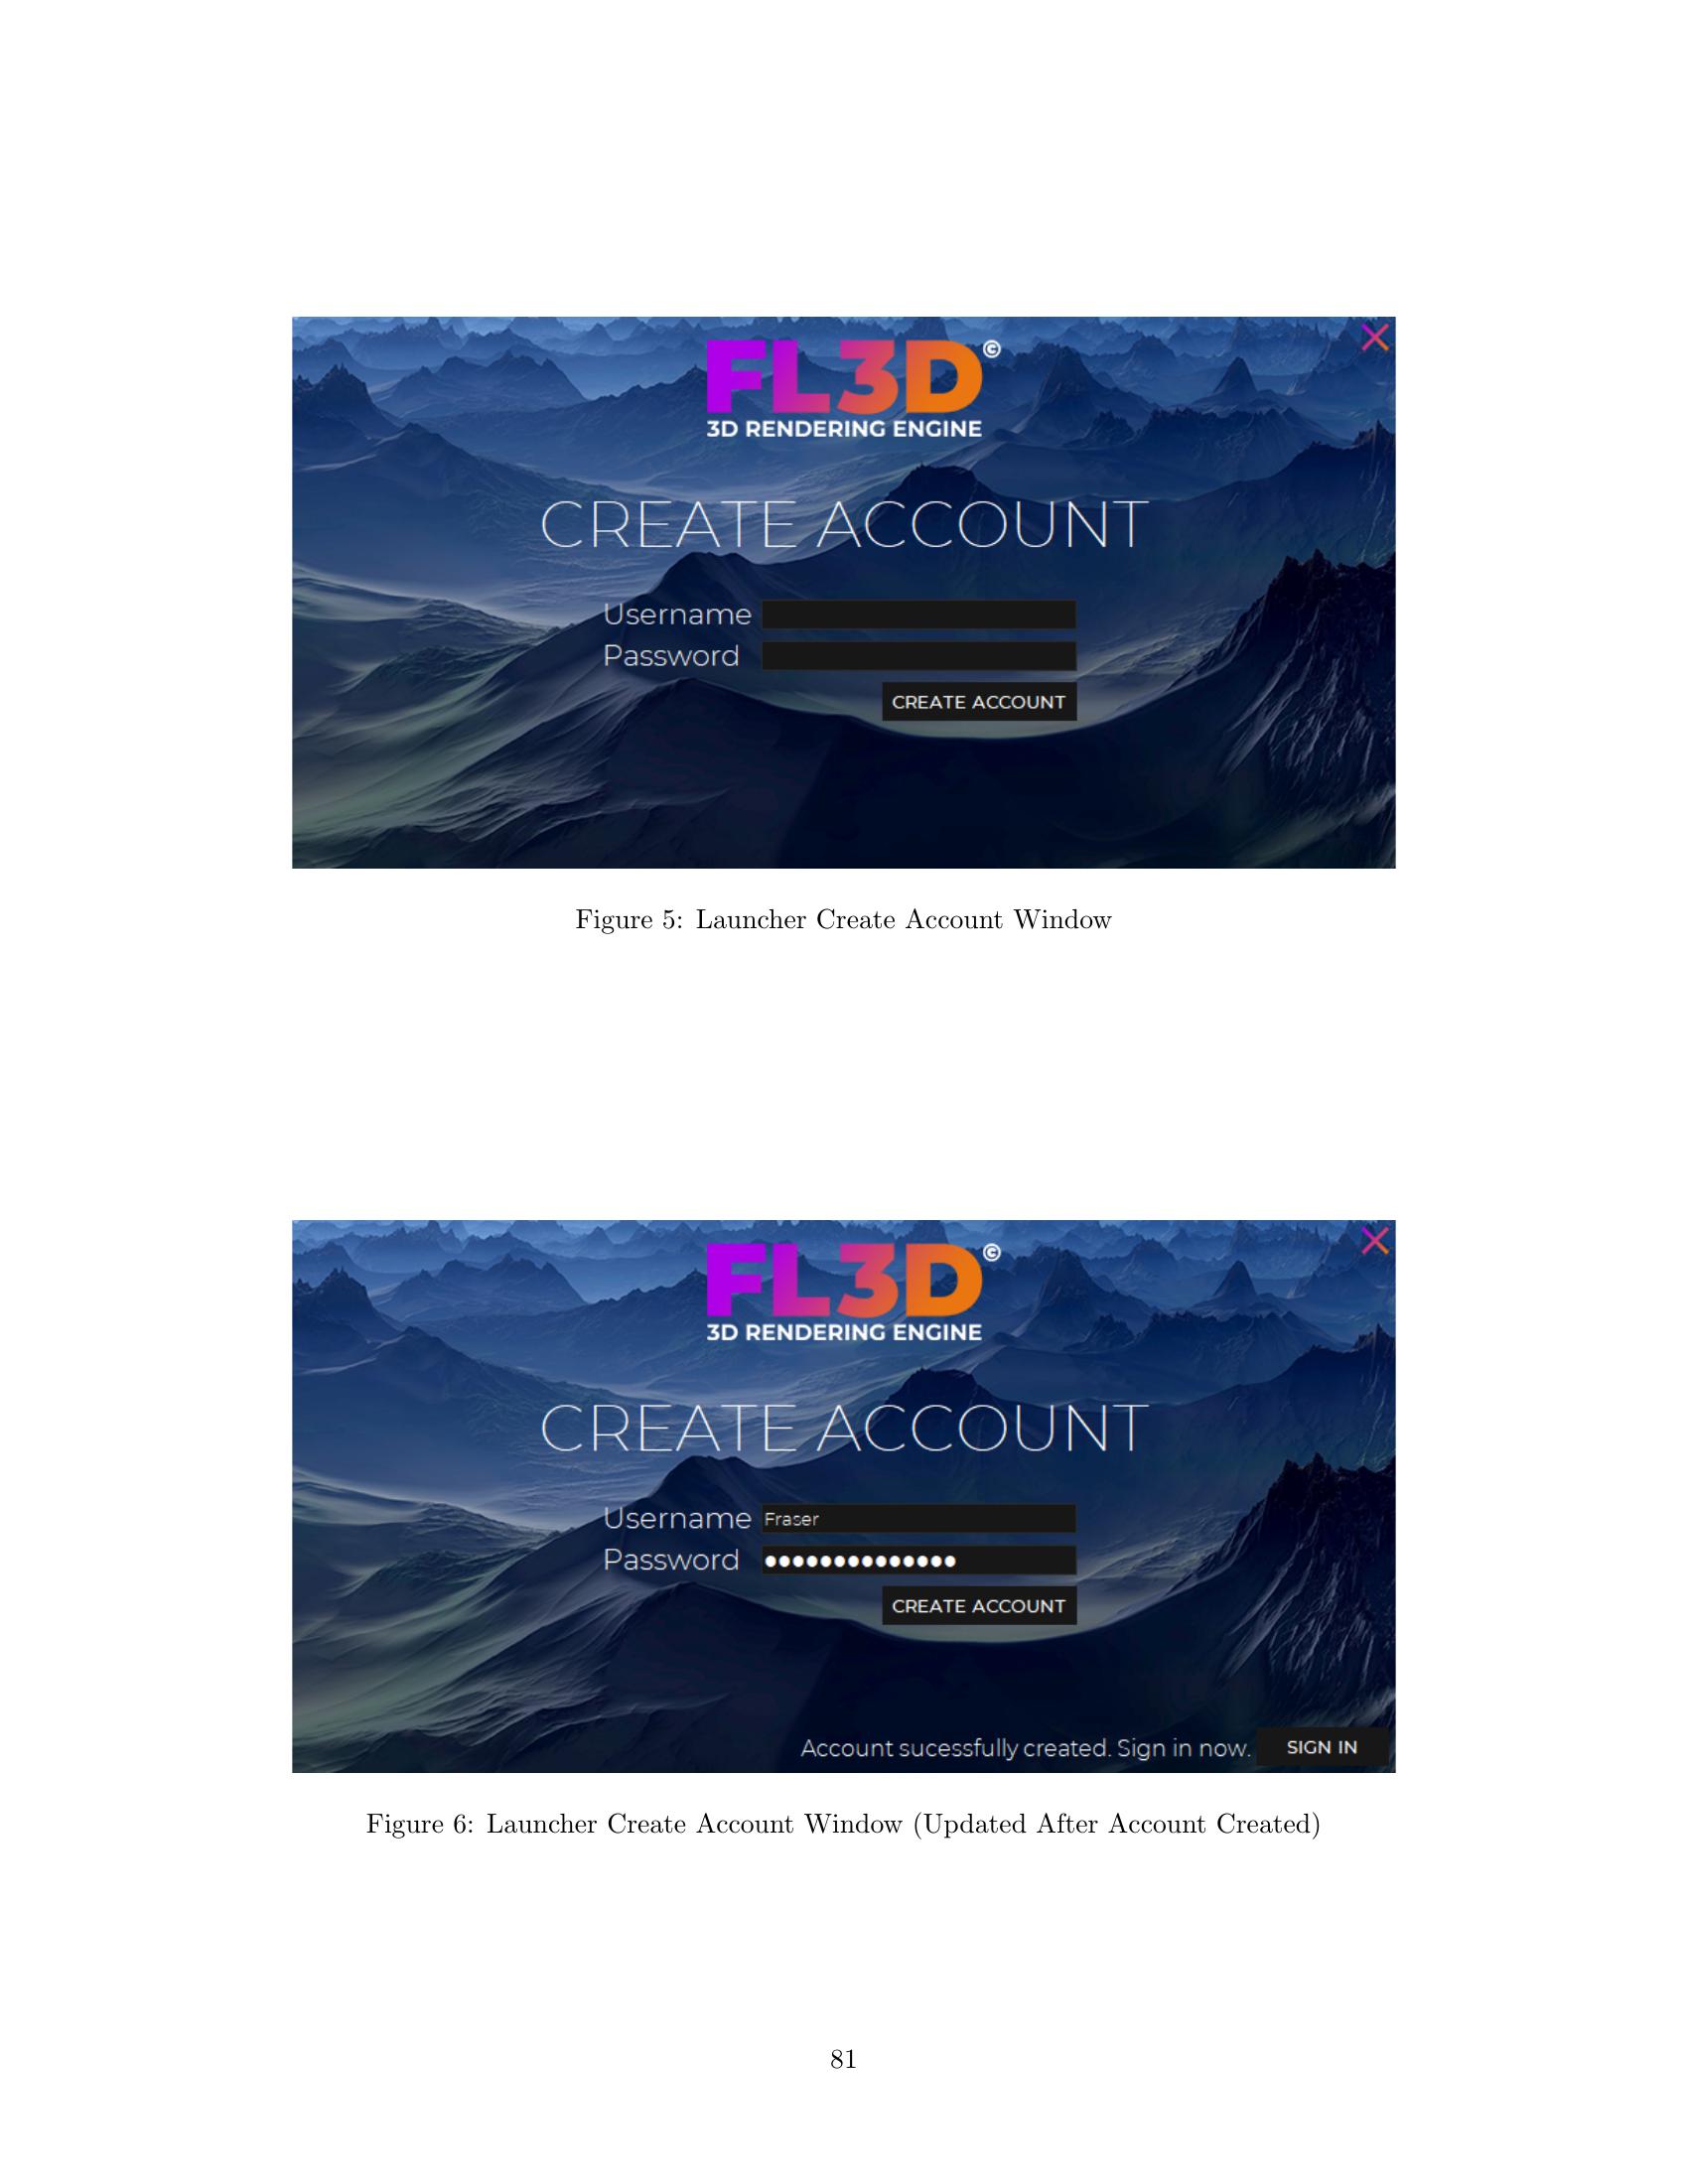 FL3D©
3D RENDERING ENGINE
CREATE ACCOUNT
Username
Password
CREATE ACCOUNT
Figure 5: Launcher Create Account Window
FL3D©
3D RENDERING ENGINE
CREATE ACCOUNT
Username Fraser
Password ●●●●●●●●●●●●●●
CREATE ACCOUNT
Account sucessfully created. Sign in now. SIGN IN
Figure 6: Launcher Create Account Window (Updated After Account Created)
81